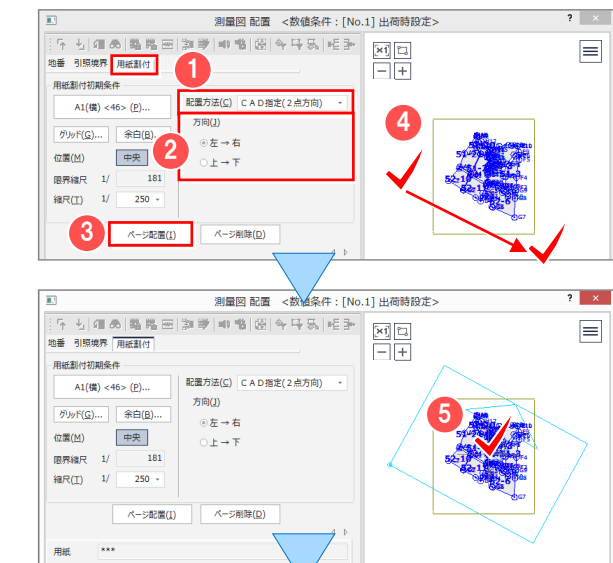 測量図 配置 <数値条件 : [No.1] 出荷時設定>
? ×
地番 引照境界 用紙割付
1
用紙割付初期条件
A1(横) <46> (P)...
配置方法(C) ＣＡＤ指定(２点方向)
方向(J)
グリッド(G)... 余白(B)...
2
左 → 右
位置(M) 中央
上 → 下
限界縮尺 1/ 181
縮尺(T) 1/ 250
3
ページ配置(I) ページ削除(D)
4
G7
測量図 配置 <数値条件 : [No.1] 出荷時設定>
? ×
地番 引照境界 用紙割付
用紙割付初期条件
A1(横) <46> (P)...
配置方法(C) ＣＡＤ指定(２点方向)
方向(J)
グリッド(G)... 余白(B)...
左 → 右
位置(M) 中央
上 → 下
限界縮尺 1/ 181
縮尺(T) 1/ 250
ページ配置(I) ページ削除(D)
用紙 ***
5
G7